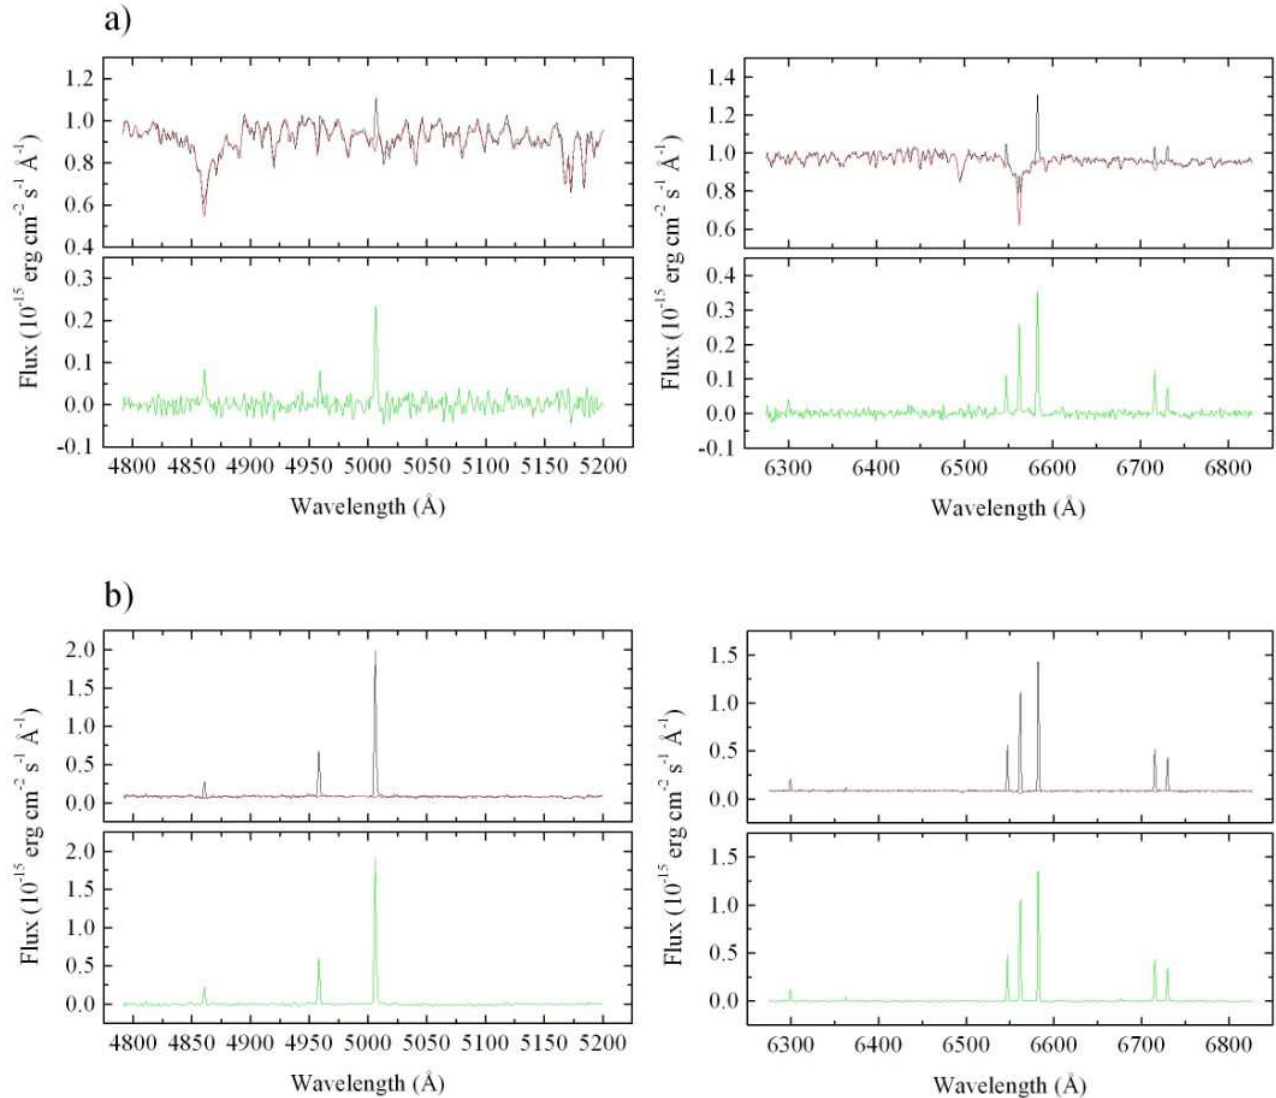 a)
1.2
1.0
0.8
0.6
0.4
0.3
0.2
0.1
0.0
-0.1
4800 4850 4900 4950 5000 5050 5100 5150 5200
Wavelength (Å)
Flux (10⁻¹⁵ erg cm⁻² s⁻¹ Å⁻¹)
1.4
1.2
1.0
0.8
0.6
0.4
0.3
0.2
0.1
0.0
-0.1
6300 6400 6500 6600 6700 6800
Wavelength (Å)
Flux (10⁻¹⁵ erg cm⁻² s⁻¹ Å⁻¹)
b)
2.0
1.5
1.0
0.5
0.0
2.0
1.5
1.0
0.5
0.0
4800 4850 4900 4950 5000 5050 5100 5150 5200
Wavelength (Å)
Flux (10⁻¹⁵ erg cm⁻² s⁻¹ Å⁻¹)
1.5
1.0
0.5
0.0
1.5
1.0
0.5
0.0
6300 6400 6500 6600 6700 6800
Wavelength (Å)
Flux (10⁻¹⁵ erg cm⁻² s⁻¹ Å⁻¹)